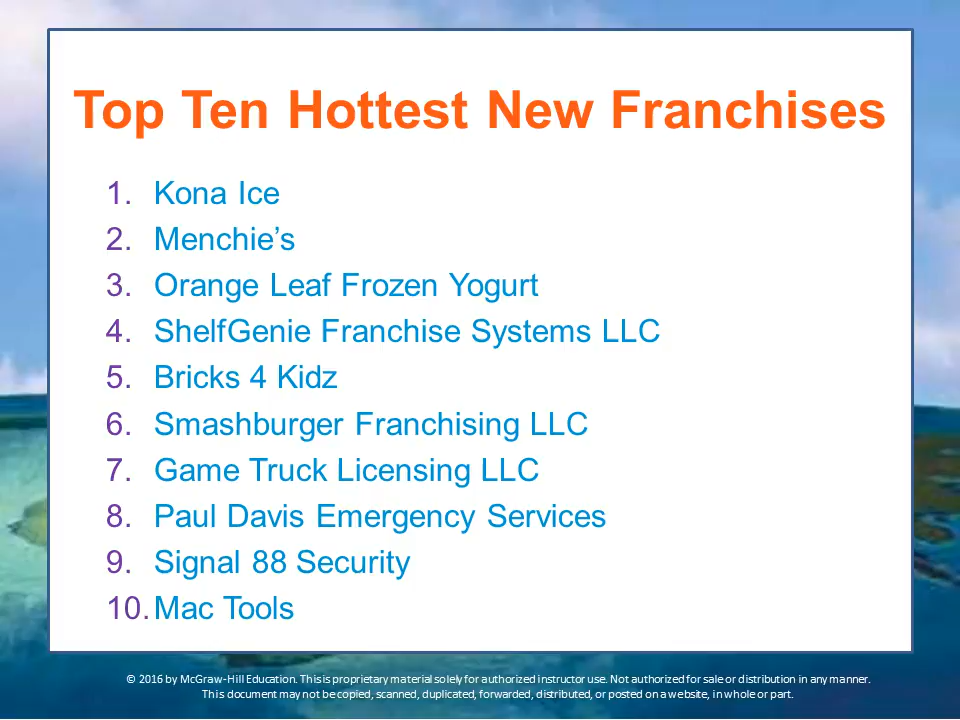 Top Ten Hottest New Franchises
1. Kona Ice
2. Menchie’s
3. Orange Leaf Frozen Yogurt
4. ShelfGenie Franchise Systems LLC
5. Bricks 4 Kidz
6. Smashburger Franchising LLC
7. Game Truck Licensing LLC
8. Paul Davis Emergency Services
9. Signal 88 Security
10. Mac Tools
© 2016 by McGraw-Hill Education. This is proprietary material solely for authorized instructor use. Not authorized for sale or distribution in any manner.
This document may not be copied, scanned, duplicated, forwarded, distributed, or posted on a website, in whole or part.